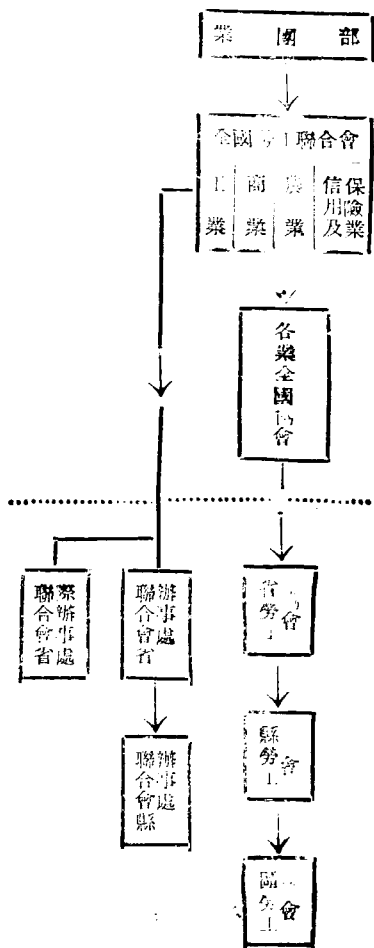 業團部
全國勞工聯合會
工業
商業
農業
信用及
保險業
各業全國協會
聯合會省
際辦事處
聯合會省
辦事處
省勞工
會
聯合會縣
辦事處
縣勞工
會
勞工
會